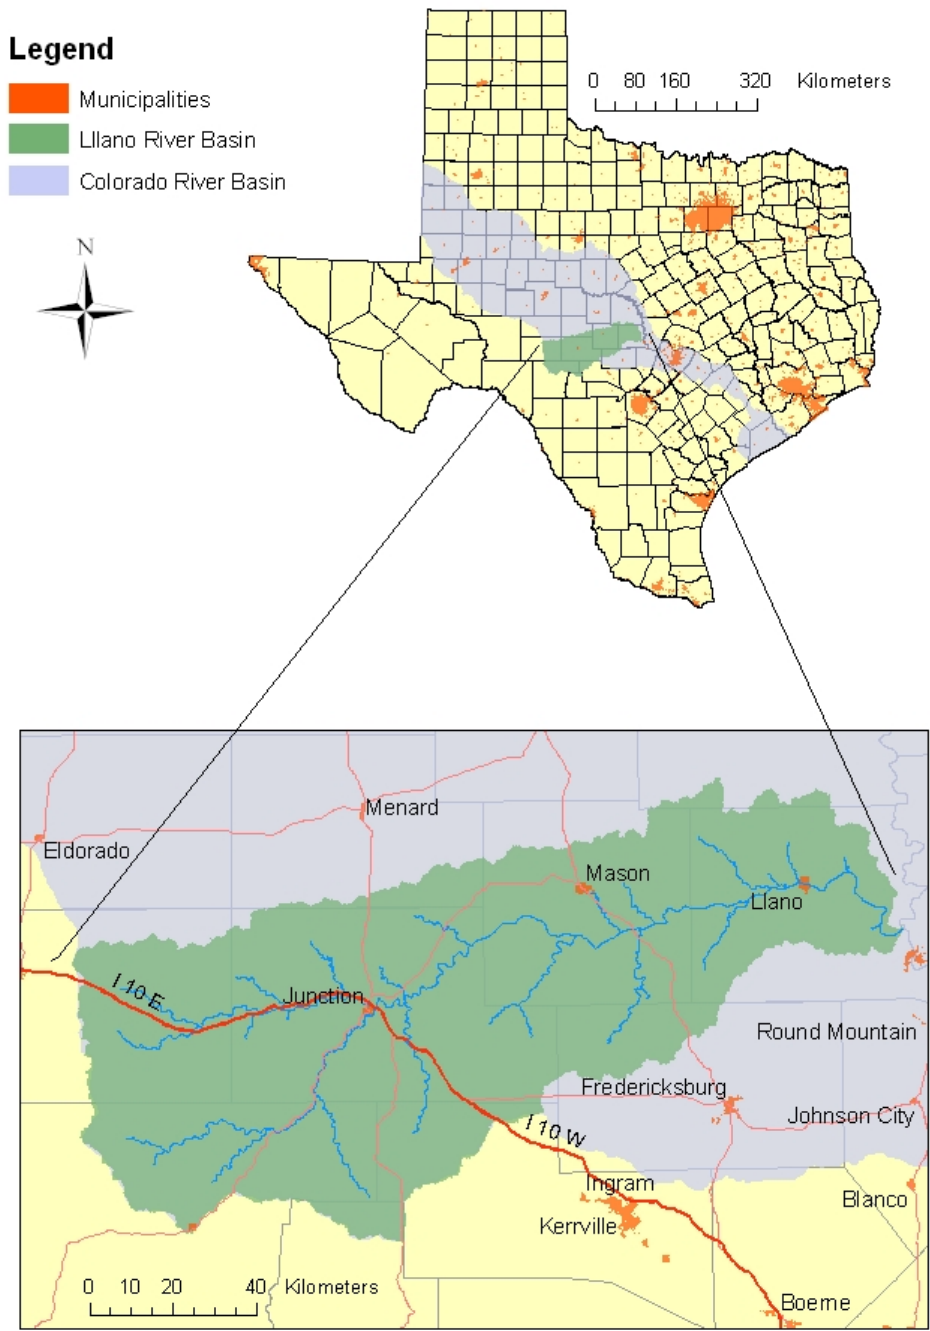 Legend
Municipalities
Lllano River Basin
Colorado River Basin
N
0 80 160 320 Kilometers
Menard
Eldorado
Mason
Llano
I 10 E
Junction
Round Mountain
Fredericksburg
Johnson City
I 10 W
Ingram
Blanco
Kerrville
0 10 20 40 Kilometers
Boerne